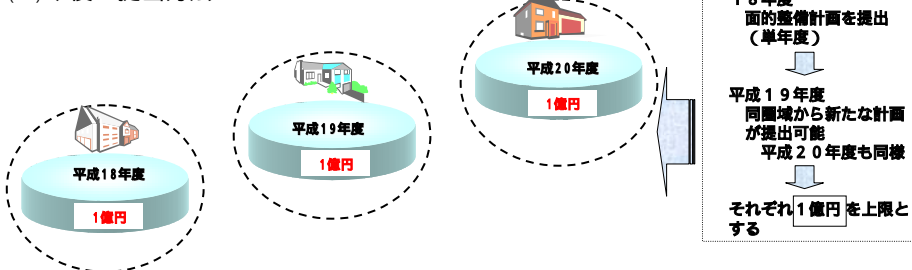 平成20年度
1億円
平成19年度
1億円
平成18年度
1億円
面的整備計画を提出
(単年度)
平成19年度
同圏域から新たな計画
が提出可能
平成20年度も同様
それぞれ1億円を上限と
する